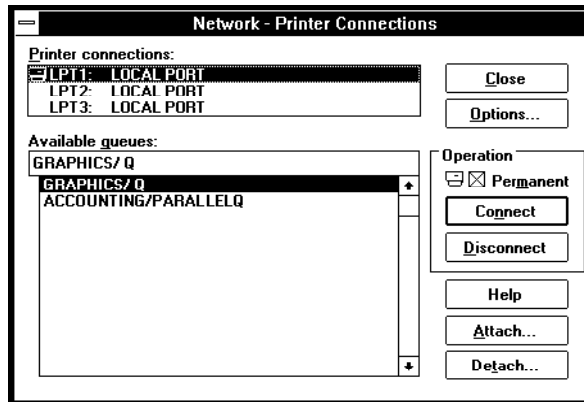 Network - Printer Connections
Printer connections:
LPT1: LOCAL PORT
LPT2: LOCAL PORT
LPT3: LOCAL PORT
Close
Options...
Available queues:
GRAPHICS/ Q
GRAPHICS/ Q
ACCOUNTING/PARALLELQ
Operation
Permanent
Connect
Disconnect
Help
Attach...
Detach...